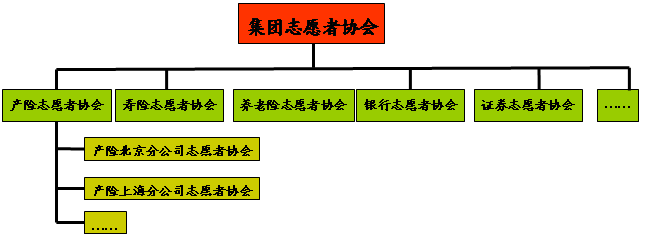 集团志愿者协会
产险志愿者协会
寿险志愿者协会
养老险志愿者协会
银行志愿者协会
证券志愿者协会
……
产险北京分公司志愿者协会
产险上海分公司志愿者协会
……